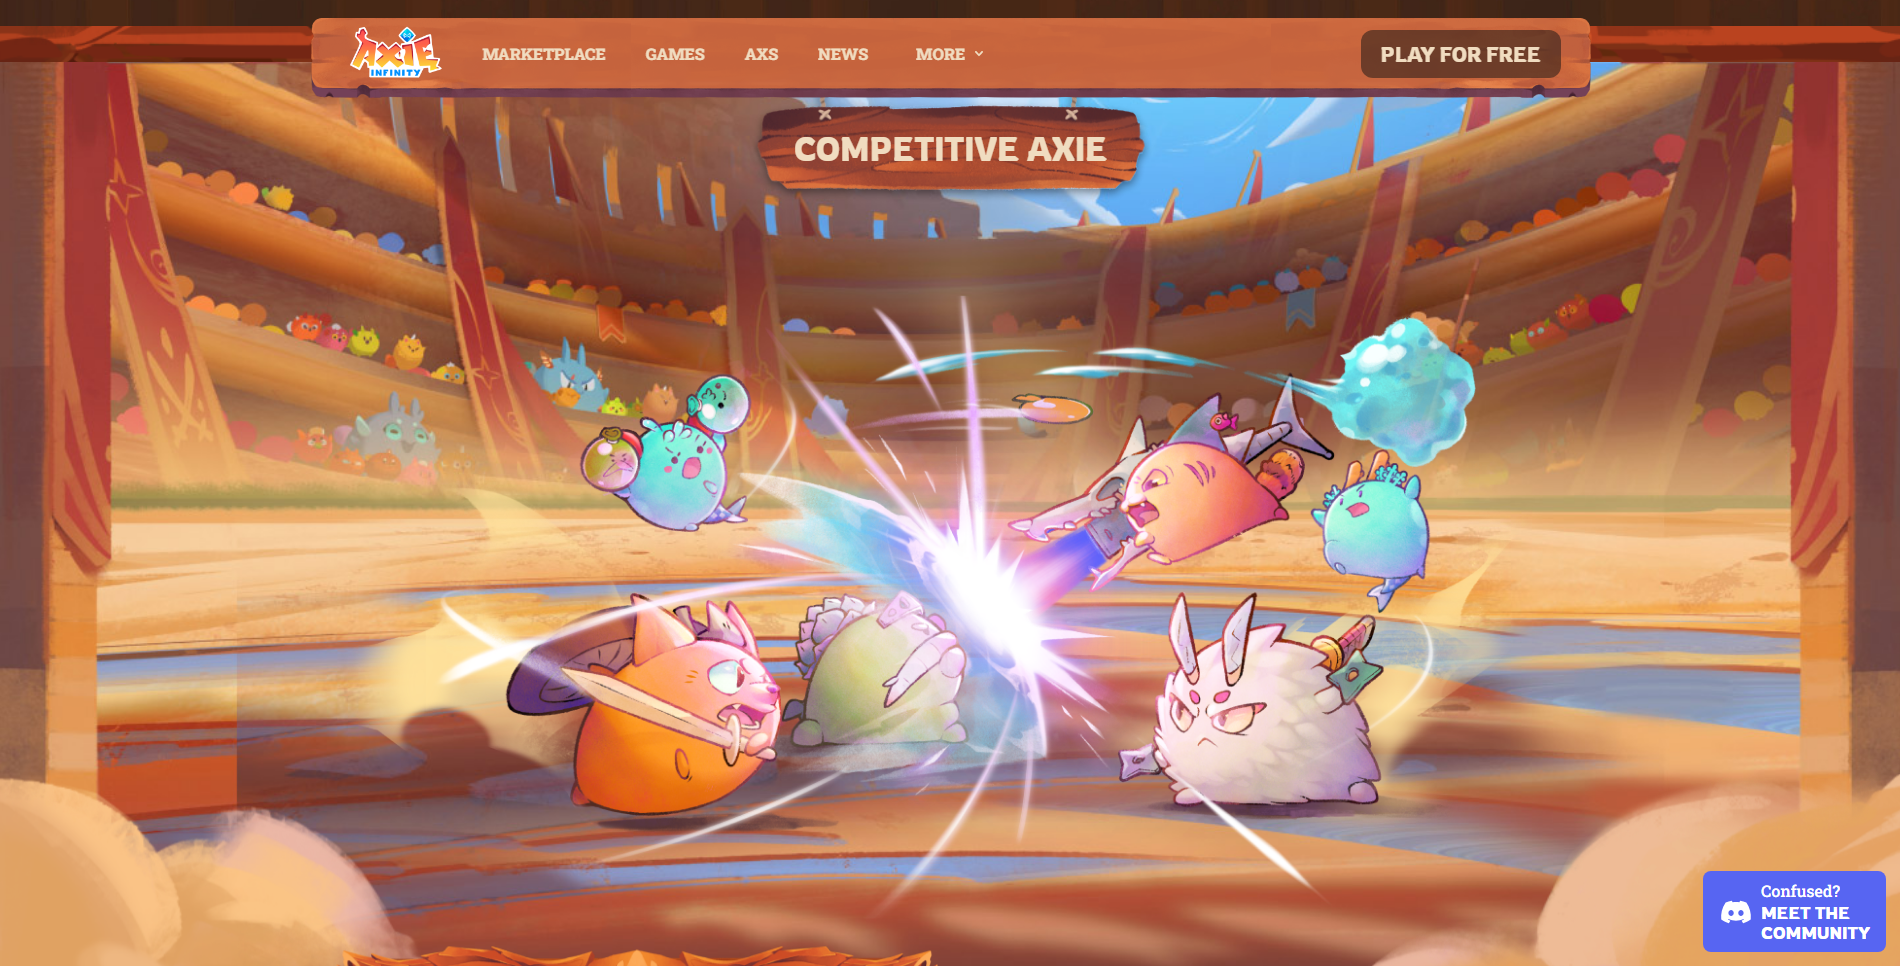 AXIE
INFINITY
MARKETPLACE
GAMES
AXS
NEWS
MORE
PLAY FOR FREE
COMPETITIVE AXIE
Confused?
MEET THE
COMMUNITY